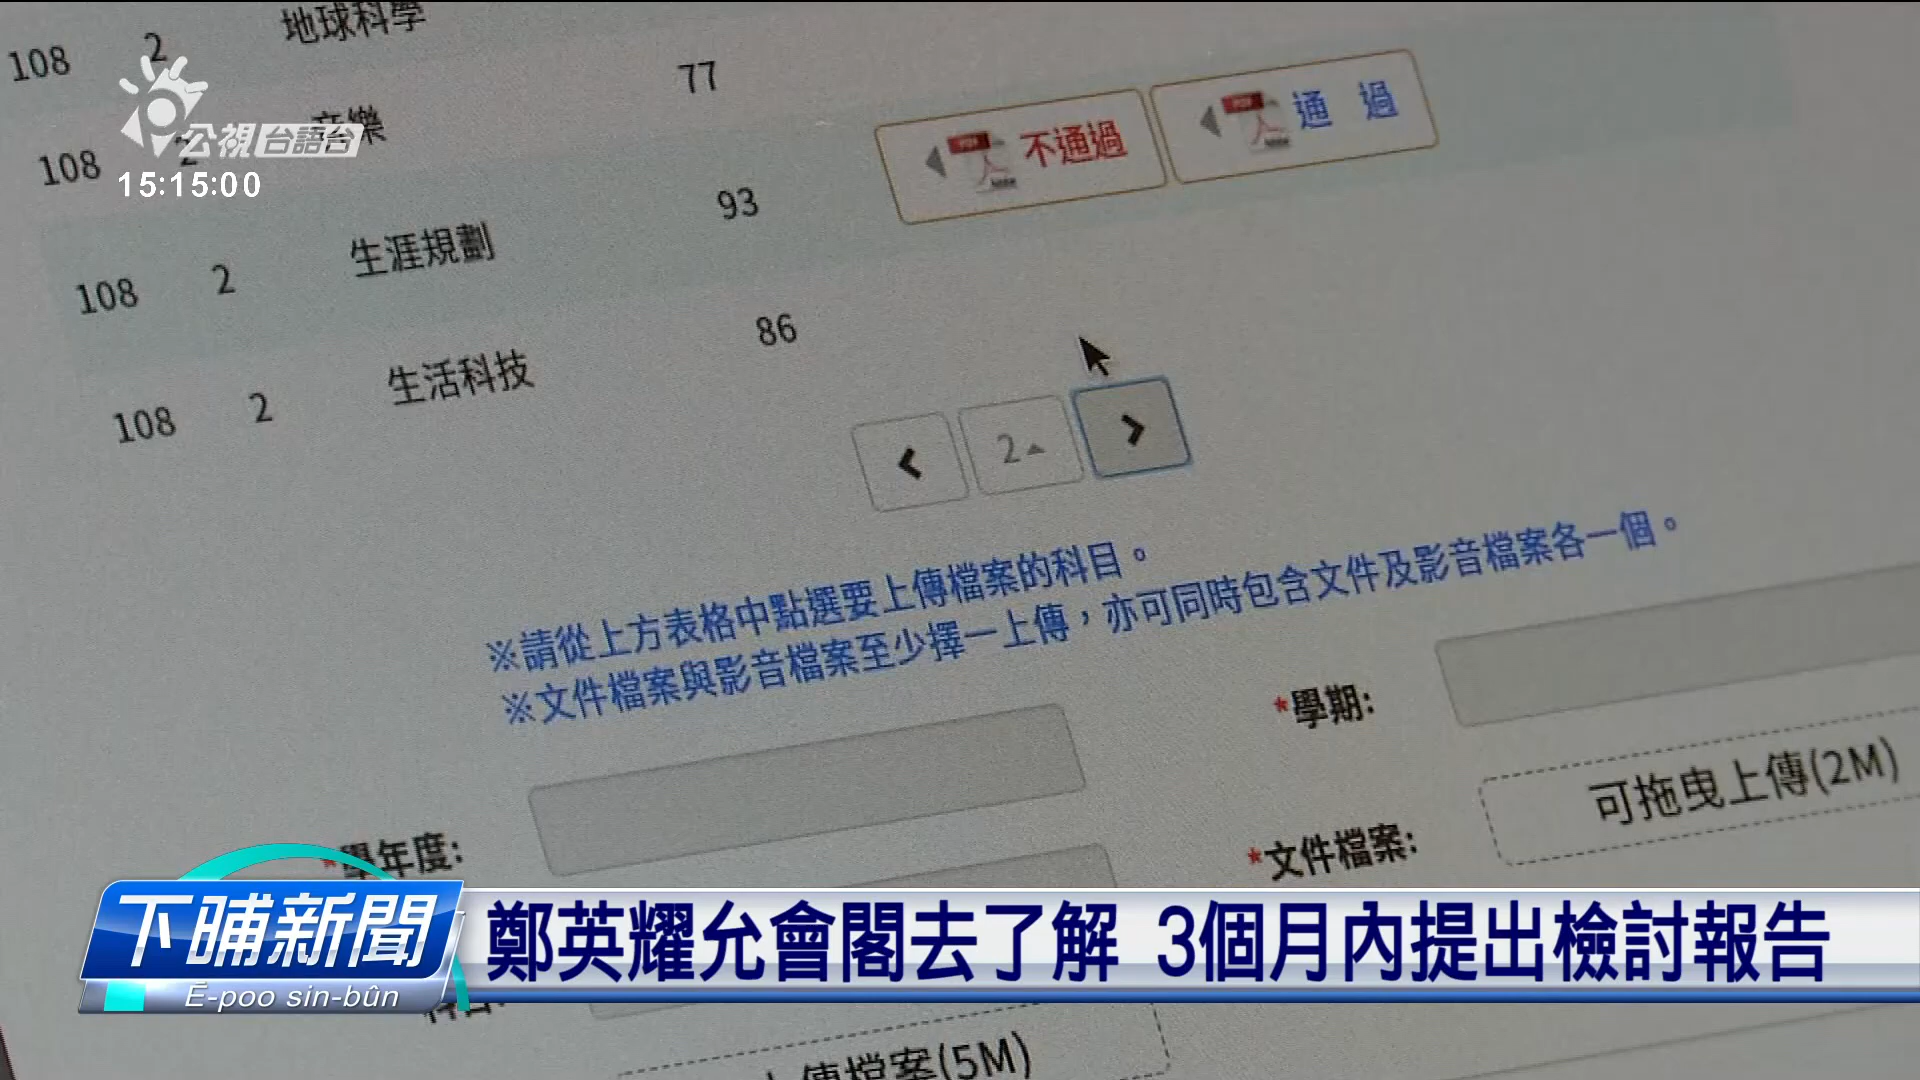 108 2 地球科學
公視台語台
15:15:00
108 2 音樂 77
不通過 通 過
108 2 生涯規劃 93
108 2 生活科技 86
2
※請從上方表格中點選要上傳檔案的科目。
※文件檔案與影音檔案至少擇一上傳，亦可同時包含文件及影音檔案各一個。
*學年度:
*學期:
*文件檔案:
可拖曳上傳(2M)
上傳檔案(5M)
下晡新聞
Ē-poo sin-bûn
鄭英耀允會閣去了解 3個月內提出檢討報告